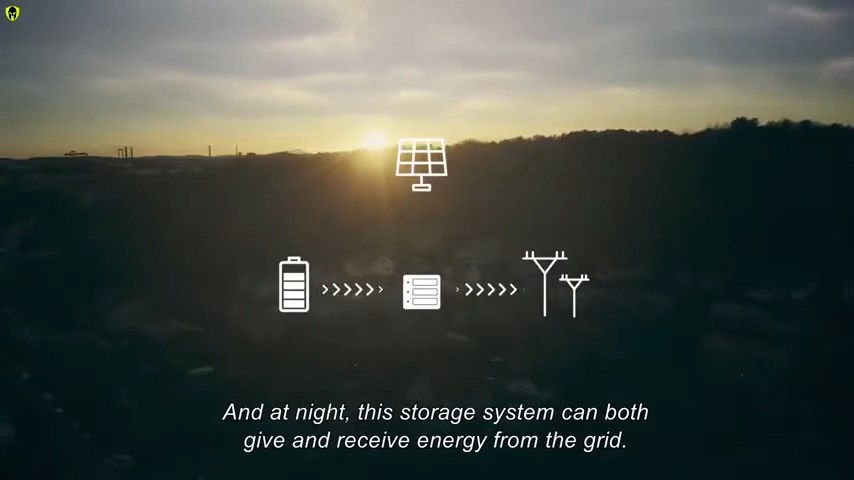 And at night, this storage system can both
give and receive energy from the grid.